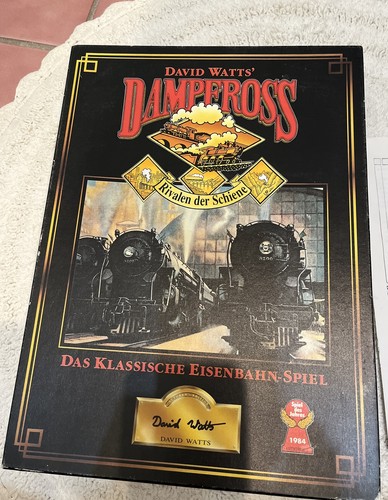 DAVID WATTS'
DAMPFROSS
Rivalen der Schiene
DAS KLASSISCHE EISENBAHN-SPIEL
David Watts
DAVID WATTS
Spiel
des
Jahres
1984